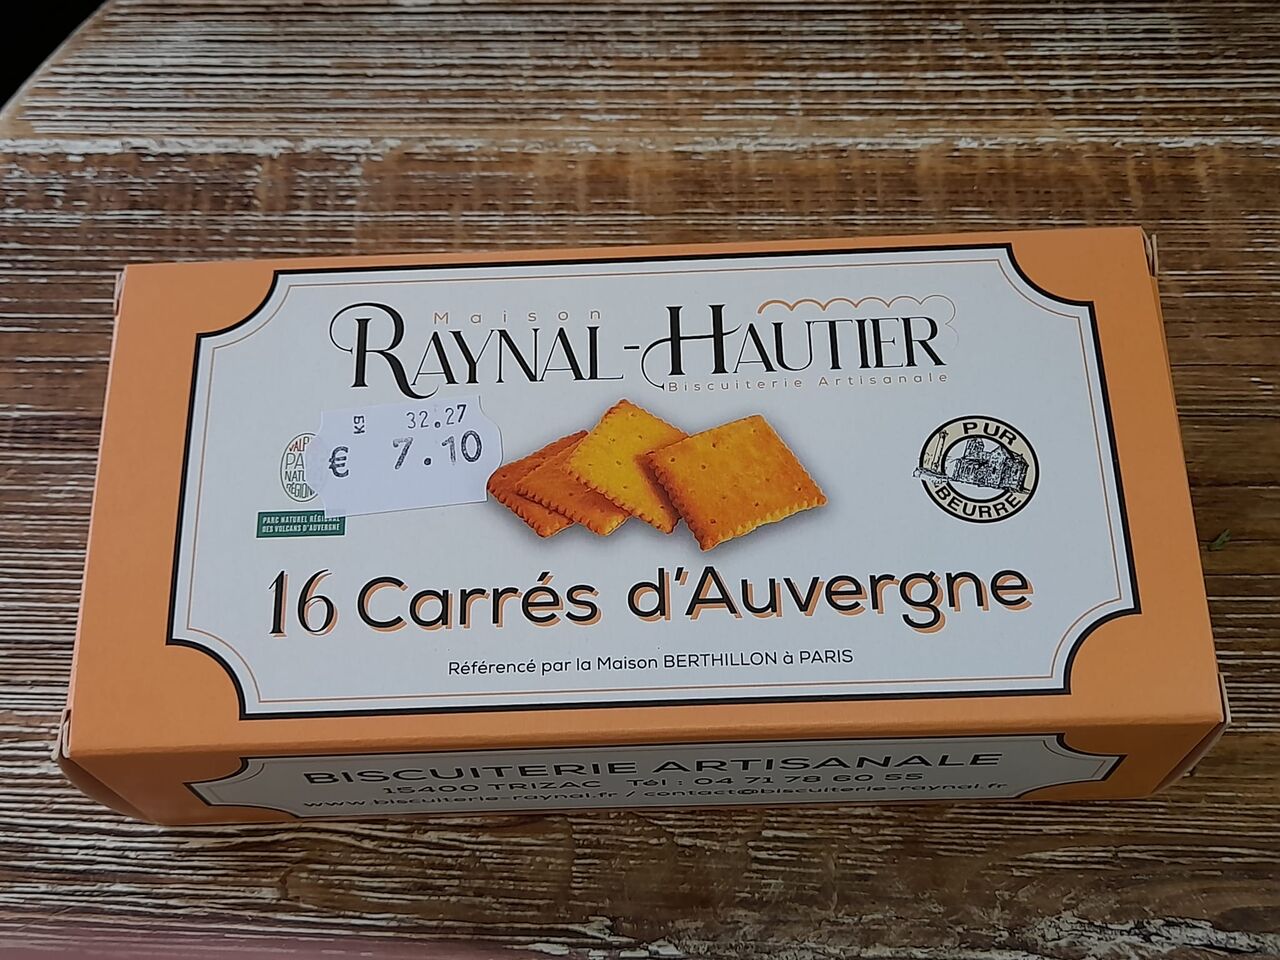 Maison
RAYNAL-HAUTIER
Biscuiterie Artisanale
KG 32.27
€ 7.10
PARC NATUREL RÉGIONAL
DES VOLCANS D'AUVERGNE
PUR
BEURRE
16 Carrés d'Auvergne
Référencé par la Maison BERTHILLON à PARIS
BISCUITERIE ARTISANALE
15400 TRIZAC Tél : 04 71 78 60 55
www.biscuiterie-raynal.fr / contact@biscuiterie-raynal.fr